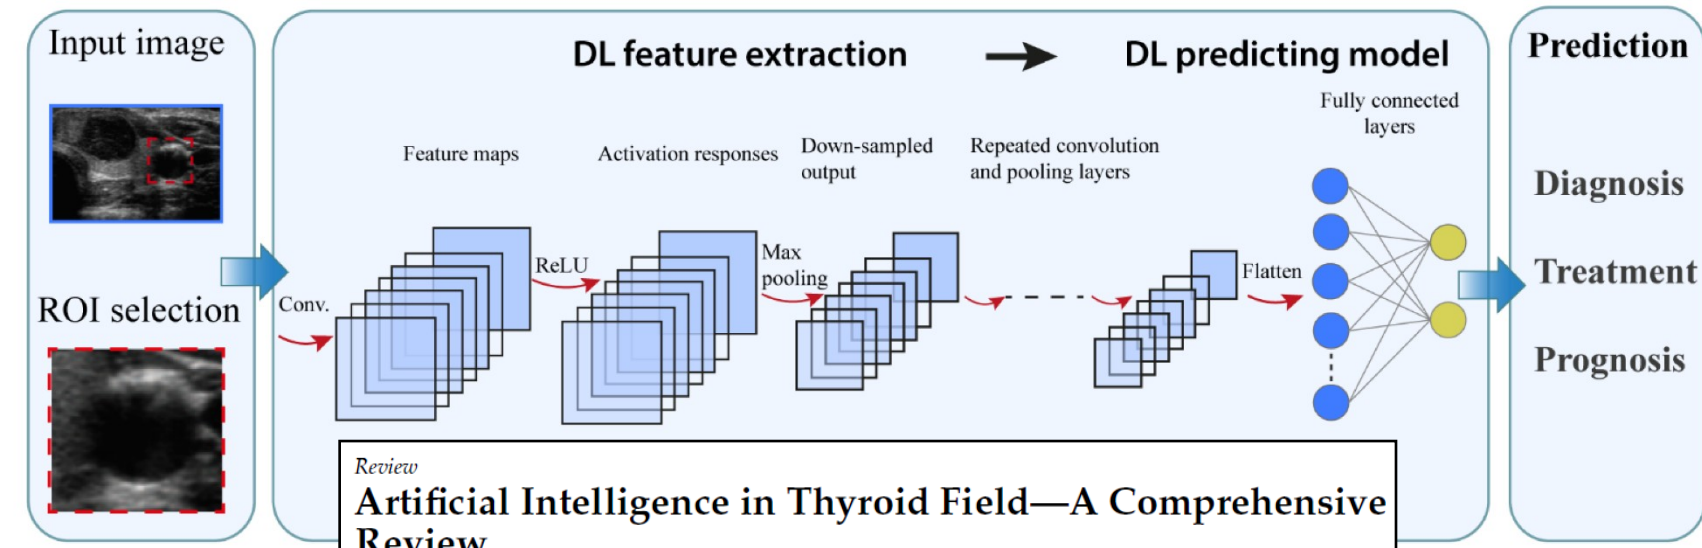 Input image
ROI selection
DL feature extraction
DL predicting model
Feature maps
Activation responses
Down-sampled
output
Repeated convolution
and pooling layers
Fully connected
layers
Conv.
ReLU
Max
pooling
Flatten
Prediction
Diagnosis
Treatment
Prognosis
Review
Artificial Intelligence in Thyroid Field—A Comprehensive
Review